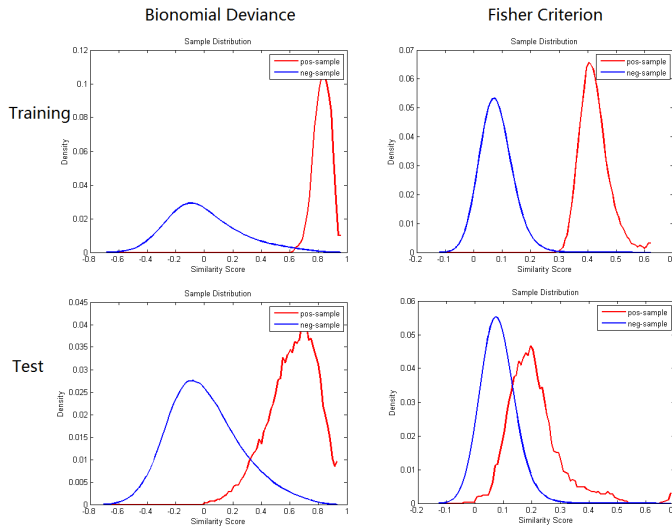 Bionomial Deviance
Fisher Criterion
Training
Test
Sample Distribution
pos-sample
neg-sample
Density
0.12
0.1
0.08
0.06
0.04
0.02
0
-0.8 -0.6 -0.4 -0.2 0 0.2 0.4 0.6 0.8 1
Similarity Score
Sample Distribution
pos-sample
neg-sample
Density
0.07
0.06
0.05
0.04
0.03
0.02
0.01
0
-0.2 -0.1 0 0.1 0.2 0.3 0.4 0.5 0.6 0.7
Similarity Score
Sample Distribution
pos-sample
neg-sample
Density
0.045
0.04
0.035
0.03
0.025
0.02
0.015
0.01
0.005
0
-0.8 -0.6 -0.4 -0.2 0 0.2 0.4 0.6 0.8 1
Similarity Score
Sample Distribution
pos-sample
neg-sample
Density
0.06
0.05
0.04
0.03
0.02
0.01
0
-0.2 -0.1 0 0.1 0.2 0.3 0.4 0.5 0.6
Similarity Score